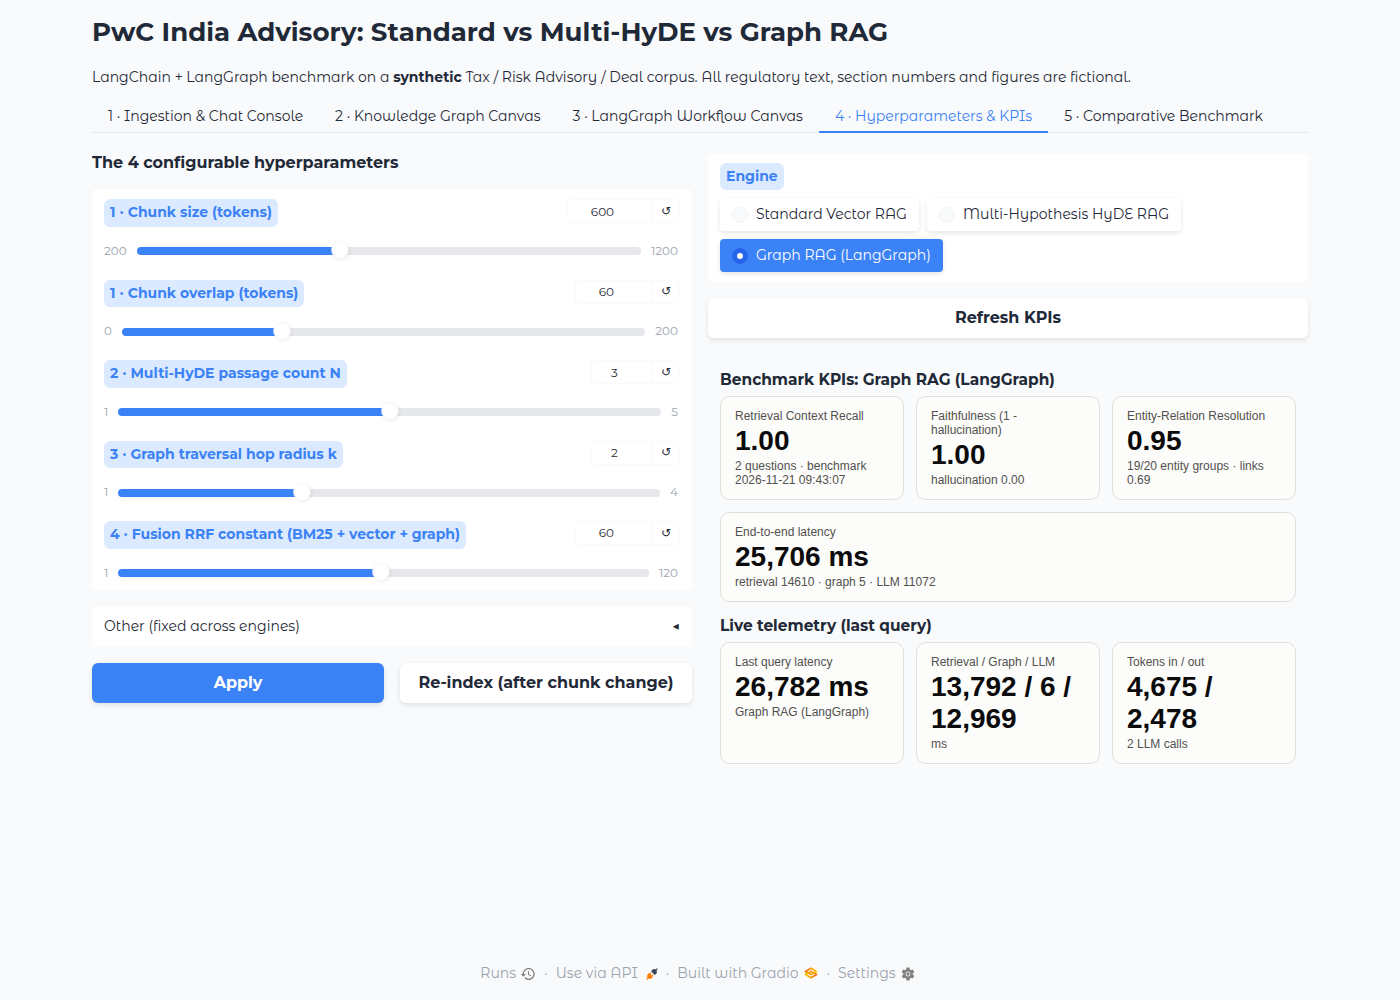 PwC India Advisory: Standard vs Multi-HyDE vs Graph RAG
LangChain + LangGraph benchmark on a synthetic Tax / Risk Advisory / Deal corpus. All regulatory text, section numbers and figures are fictional.
1 · Ingestion & Chat Console
2 · Knowledge Graph Canvas
3 · LangGraph Workflow Canvas
4 · Hyperparameters & KPIs
5 · Comparative Benchmark
The 4 configurable hyperparameters
1 · Chunk size (tokens)
600
↺
200
1200
1 · Chunk overlap (tokens)
60
↺
0
200
2 · Multi-HyDE passage count N
3
↺
1
5
3 · Graph traversal hop radius k
2
↺
1
4
4 · Fusion RRF constant (BM25 + vector + graph)
60
↺
1
120
Other (fixed across engines)
◂
Apply
Re-index (after chunk change)
Engine
Standard Vector RAG
Multi-Hypothesis HyDE RAG
Graph RAG (LangGraph)
Refresh KPIs
Benchmark KPIs: Graph RAG (LangGraph)
Retrieval Context Recall
1.00
2 questions · benchmark
2026-11-21 09:43:07
Faithfulness (1 -
hallucination)
1.00
hallucination 0.00
Entity-Relation Resolution
0.95
19/20 entity groups · links
0.69
End-to-end latency
25,706 ms
retrieval 14610 · graph 5 · LLM 11072
Live telemetry (last query)
Last query latency
26,782 ms
Graph RAG (LangGraph)
Retrieval / Graph / LLM
13,792 / 6 /
12,969
ms
Tokens in / out
4,675 /
2,478
2 LLM calls
Runs · Use via API · Built with Gradio · Settings